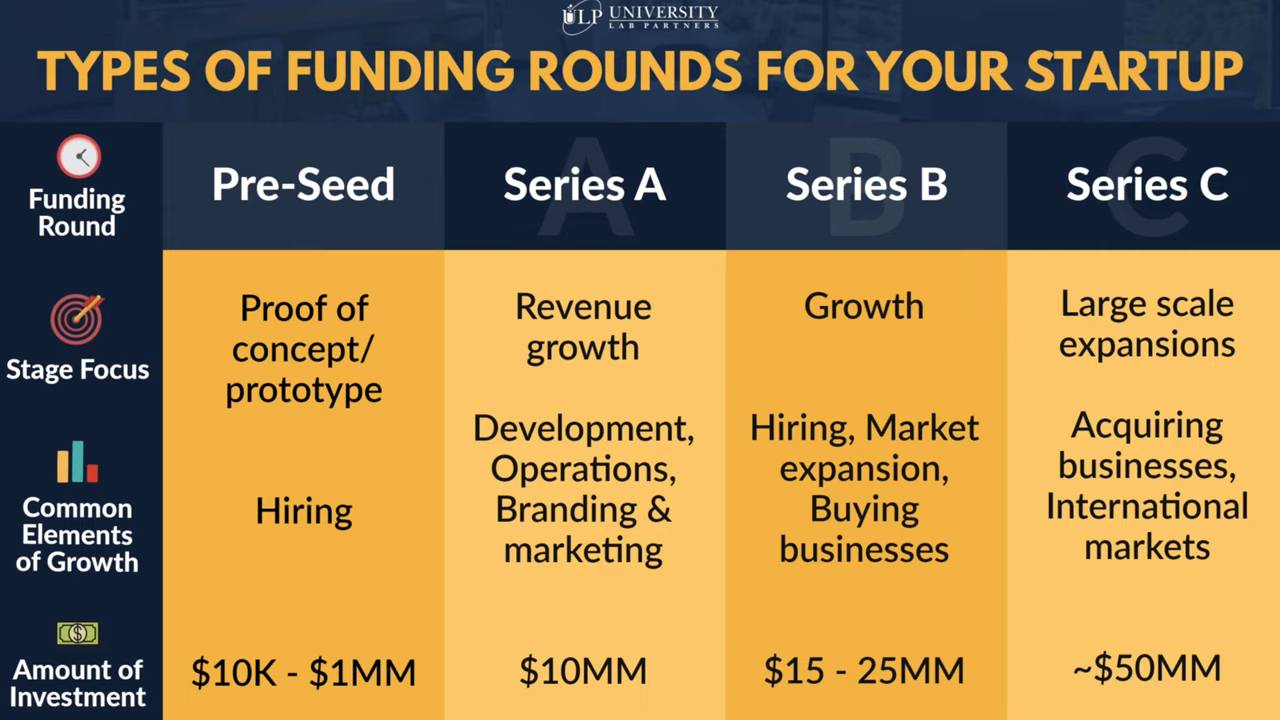 ULP UNIVERSITY
LAB PARTNERS
TYPES OF FUNDING ROUNDS FOR YOUR STARTUP
Funding
Round
Pre-Seed
A
Series A
B
Series B
C
Series C
Stage Focus
Proof of
concept/
prototype
Revenue
growth
Growth
Large scale
expansions
Common
Elements
of Growth
Hiring
Development,
Operations,
Branding &
marketing
Hiring, Market
expansion,
Buying
businesses
Acquiring
businesses,
International
markets
$
Amount of
Investment
$10K - $1MM
$10MM
$15 - 25MM
~$50MM